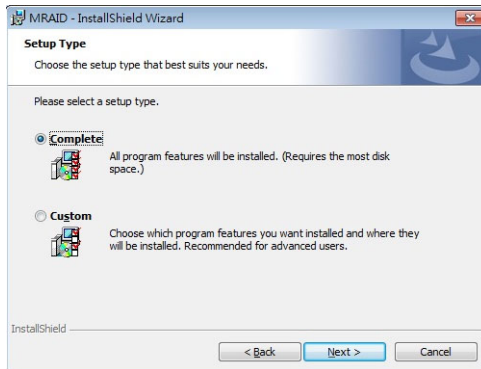 MRAID - InstallShield Wizard
Setup Type
Choose the setup type that best suits your needs.
Please select a setup type.
Complete
All program features will be installed. (Requires the most disk
space.)
Custom
Choose which program features you want installed and where they
will be installed. Recommended for advanced users.
InstallShield
< Back Next > Cancel